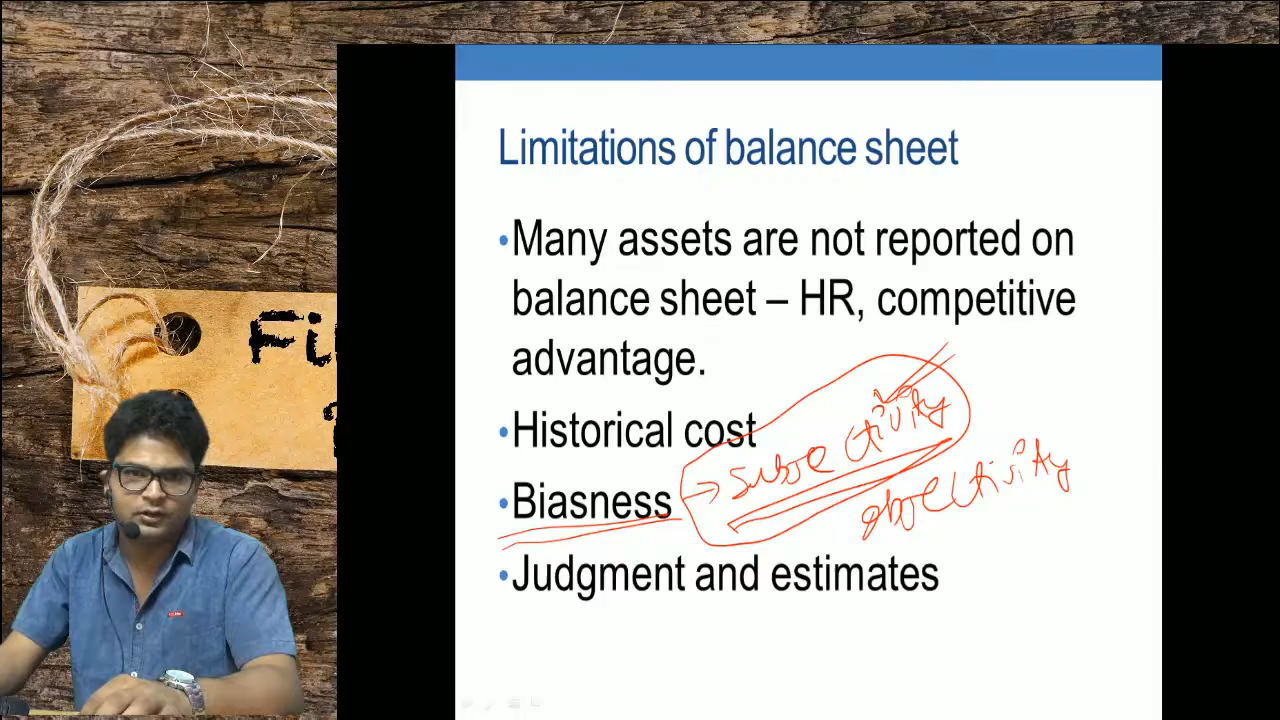 Limitations of balance sheet
•Many assets are not reported on
balance sheet – HR, competitive
advantage.
•Historical cost
•Biasness → Subjectivity
objectivity
•Judgment and estimates
Fi